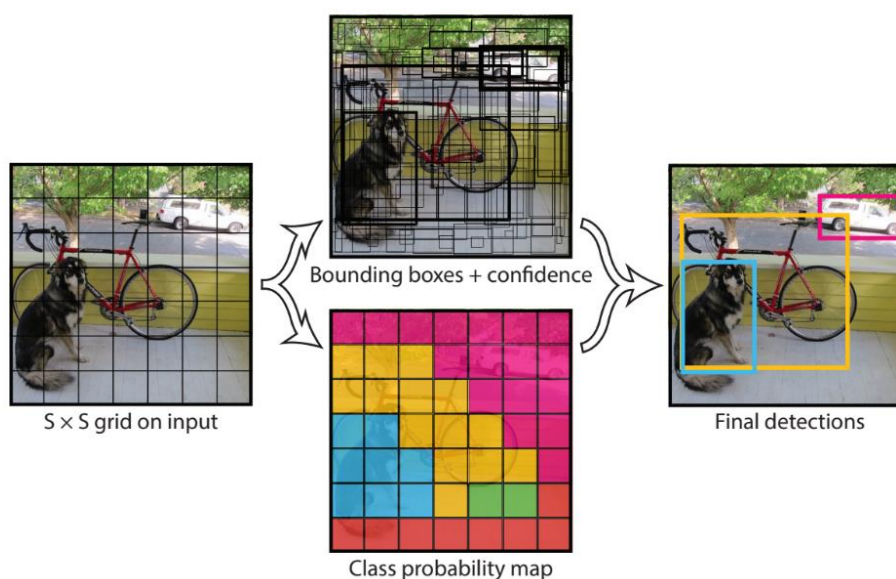 Bounding boxes + confidence
S × S grid on input
Final detections
Class probability map